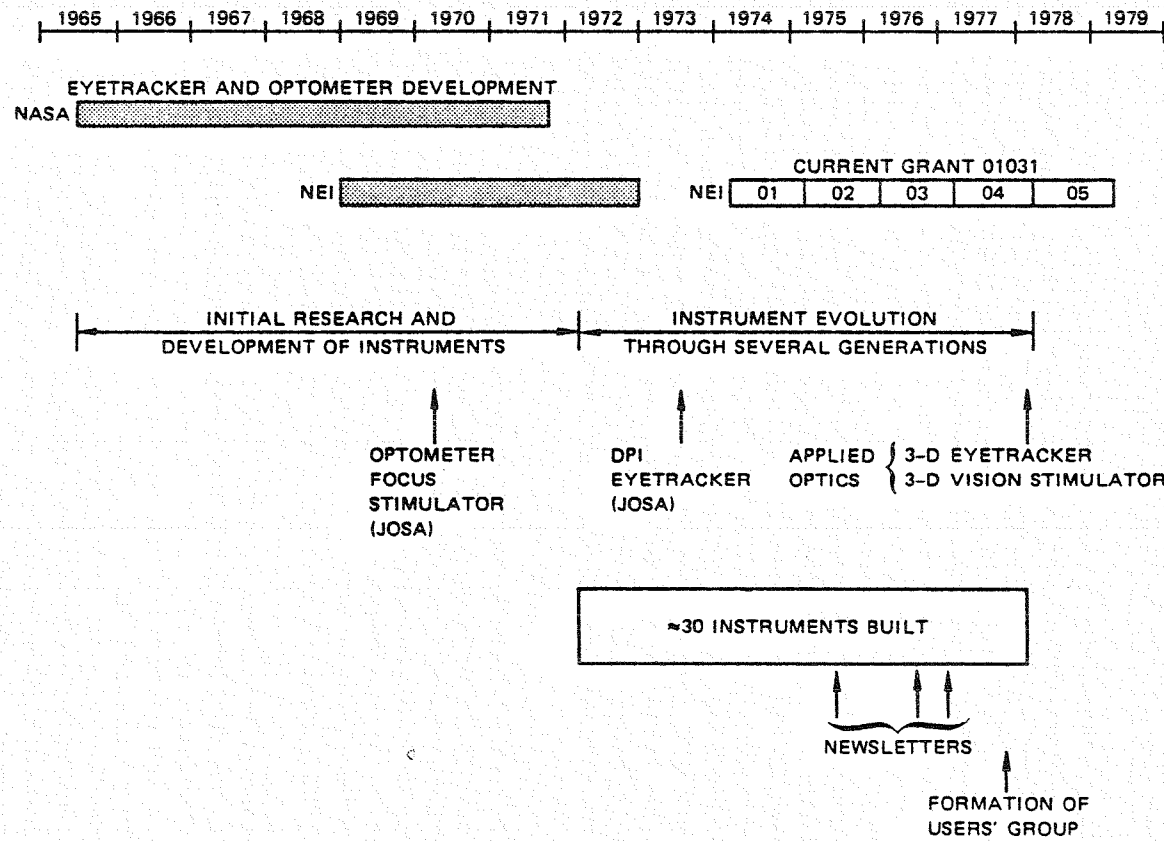 1965 1966 1967 1968 1969 1970 1971 1972 1973 1974 1975 1976 1977 1978 1979
EYETRACKER AND OPTOMETER DEVELOPMENT
NASA
CURRENT GRANT 01031
NEI
NEI 01 02 03 04 05
INITIAL RESEARCH AND
DEVELOPMENT OF INSTRUMENTS
INSTRUMENT EVOLUTION
THROUGH SEVERAL GENERATIONS
OPTOMETER
FOCUS
STIMULATOR
(JOSA)
DPI
EYETRACKER
(JOSA)
APPLIED
OPTICS
3-D EYETRACKER
3-D VISION STIMULATOR
≈30 INSTRUMENTS BUILT
NEWSLETTERS
FORMATION OF
USERS' GROUP